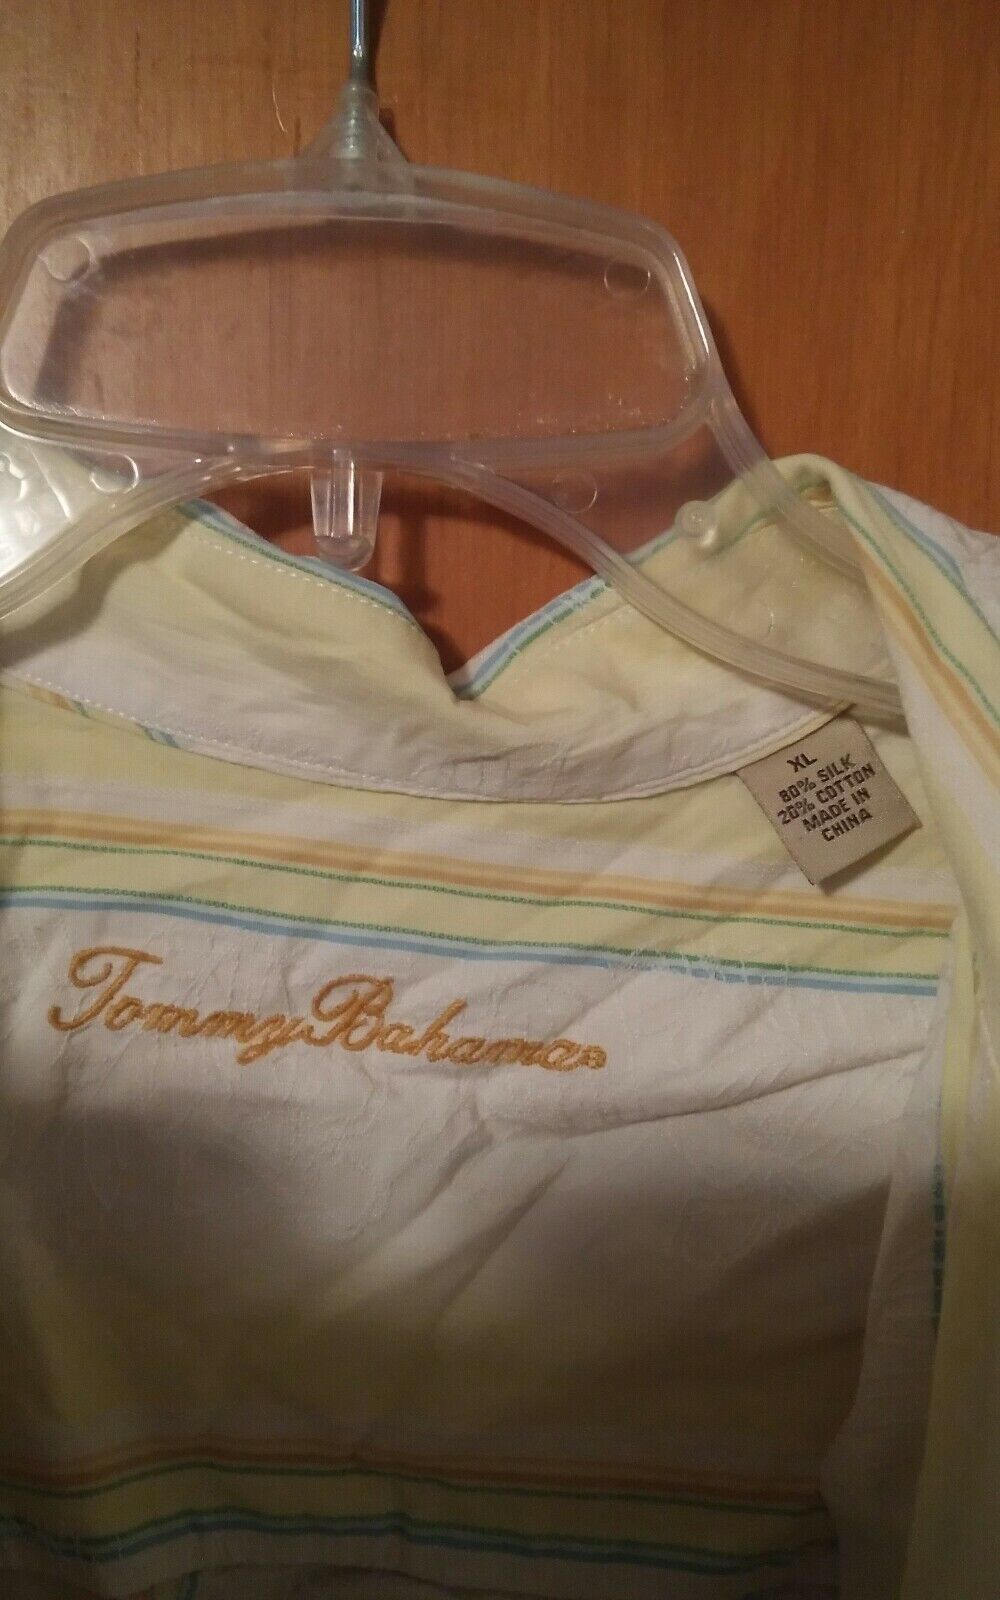 XL
80% SILK
20% COTTON
MADE IN
CHINA
Tommy Bahama®